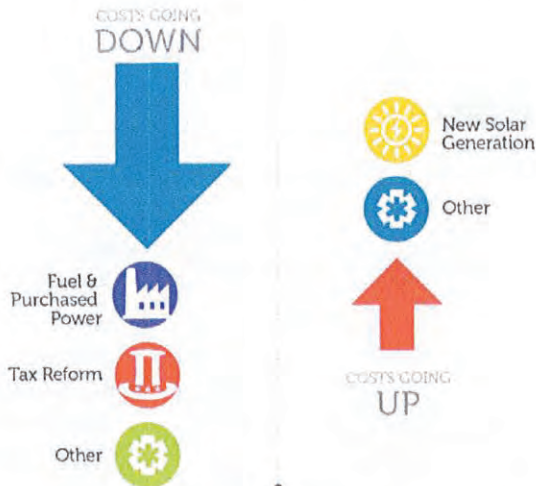 COSTS GOING
DOWN
Fuel &
Purchased
Power
Tax Reform
Other
New Solar
Generation
Other
COSTS GOING
UP